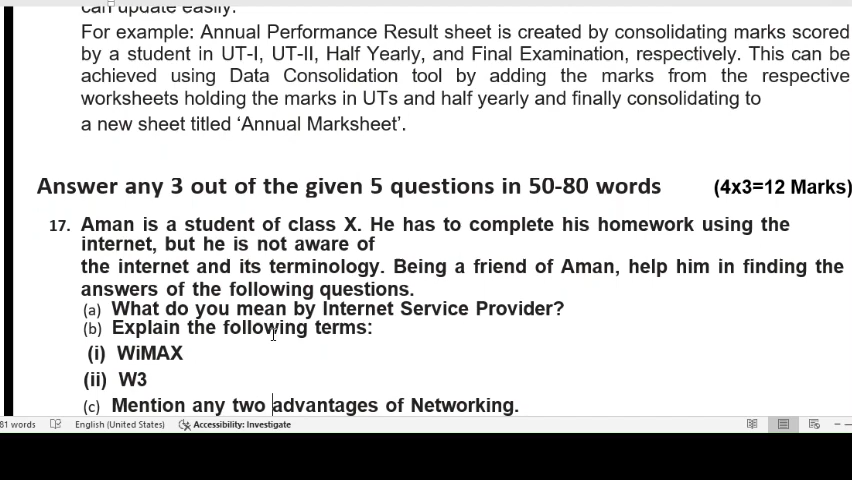 can update easily.
For example: Annual Performance Result sheet is created by consolidating marks scored
by a student in UT-I, UT-II, Half Yearly, and Final Examination, respectively. This can be
achieved using Data Consolidation tool by adding the marks from the respective
worksheets holding the marks in UTs and half yearly and finally consolidating to
a new sheet titled ‘Annual Marksheet’.
Answer any 3 out of the given 5 questions in 50-80 words (4x3=12 Marks)
17. Aman is a student of class X. He has to complete his homework using the
internet, but he is not aware of
the internet and its terminology. Being a friend of Aman, help him in finding the
answers of the following questions.
(a) What do you mean by Internet Service Provider?
(b) Explain the following terms:
(i) WiMAX
(ii) W3
(c) Mention any two advantages of Networking.
81 words English (United States) Accessibility: Investigate